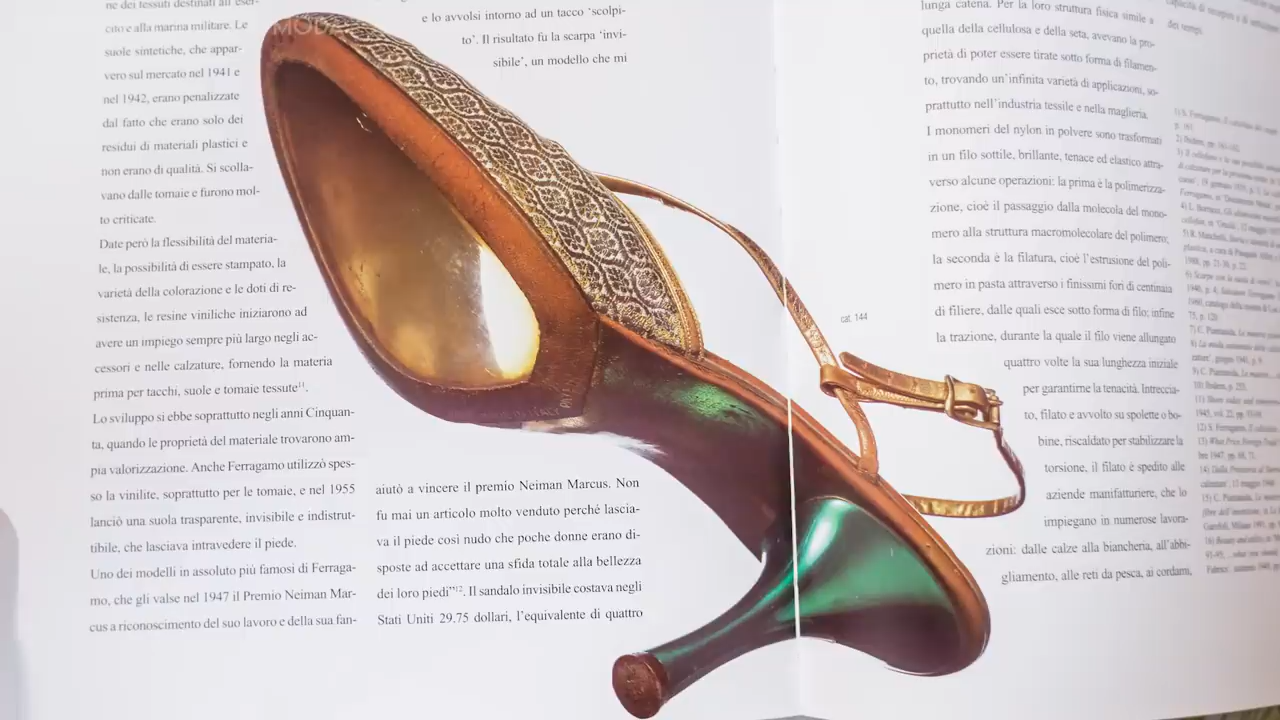 MODA
ne dei tessuti destinati all'eser-
cito e alla marina militare. Le
suole sintetiche, che appar-
vero sul mercato nel 1941 e
nel 1942, erano penalizzate
dal fatto che erano solo dei
residui di materiali plastici e
non erano di qualità. Si scolla-
vano dalle tomaie e furono mol-
to criticate.
Date però la flessibilità del materia-
le, la possibilità di essere stampato, la
varietà della colorazione e le doti di re-
sistenza, le resine viniliche iniziarono ad
avere un impiego sempre più largo negli ac-
cessori e nelle calzature, fornendo la materia
prima per tacchi, suole e tomaie tessute¹¹.
Lo sviluppo si ebbe soprattutto negli anni Cinquan-
ta, quando le proprietà del materiale trovarono am-
pia valorizzazione. Anche Ferragamo utilizzò spes-
so la vinilite, soprattutto per le tomaie, e nel 1955
lanciò una suola trasparente, invisibile e indistrut-
tibile, che lasciava intravedere il piede.
Uno dei modelli in assoluto più famosi di Ferraga-
mo, che gli valse nel 1947 il Premio Neiman Mar-
cus a riconoscimento del suo lavoro e della sua fan-
e lo avvolsi intorno ad un tacco 'scolpi-
to'. Il risultato fu la scarpa 'invi-
sibile', un modello che mi
aiutò a vincere il premio Neiman Marcus. Non
fu mai un articolo molto venduto perché lascia-
va il piede così nudo che poche donne erano di-
sposte ad accettare una sfida totale alla bellezza
dei loro piedi"¹². Il sandalo invisibile costava negli
Stati Uniti 29.75 dollari, l'equivalente di quattro
cat. 144
lunga catena. Per la loro struttura fisica simile a
quella della cellulosa e della seta, avevano la pro-
prietà di poter essere tirate sotto forma di filamen-
to, trovando un'infinita varietà di applicazioni, so-
prattutto nell'industria tessile e nella maglieria.
I monomeri del nylon in polvere sono trasformati
in un filo sottile, brillante, tenace ed elastico attra-
verso alcune operazioni: la prima è la polimerizza-
zione, cioè il passaggio dalla molecola del mono-
mero alla struttura macromolecolare del polimero;
la seconda è la filatura, cioè l'estrusione del poli-
mero in pasta attraverso i finissimi fori di centinaia
di filiere, dalle quali esce sotto forma di filo; infine
la trazione, durante la quale il filo viene allungato
quattro volte la sua lunghezza iniziale
per garantirne la tenacità. Intreccia-
to, filato e avvolto su spolette o bo-
bine, riscaldato per stabilizzarne la
torsione, il filato è spedito alle
aziende manifatturiere, che lo
impiegano in numerose lavora-
zioni: dalle calze alla biancheria, all'abbi-
gliamento, alle reti da pesca, ai cordami,
dei tempi.